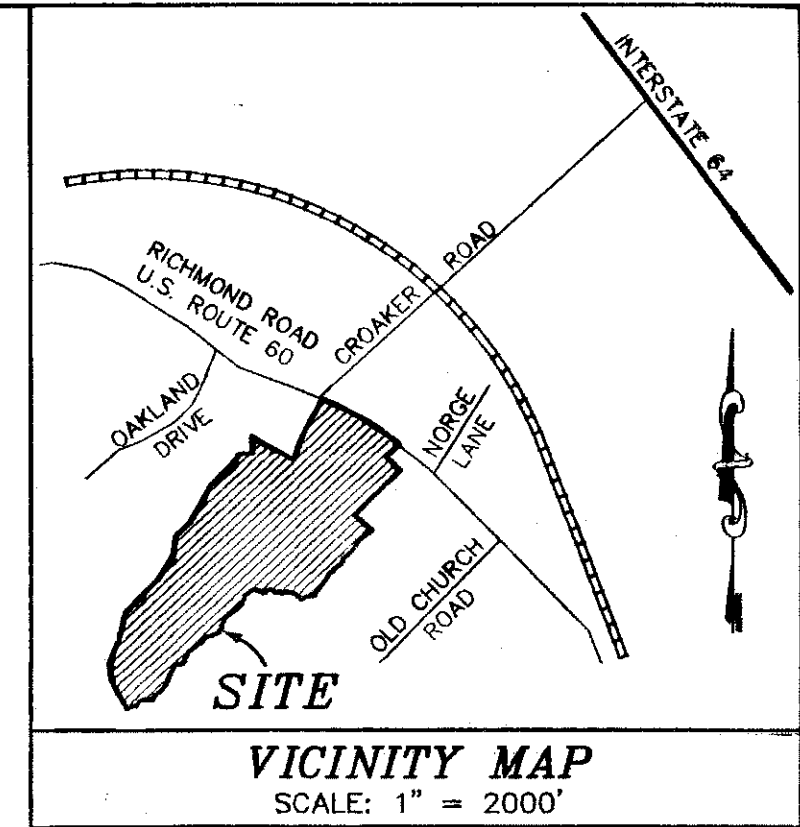 INTERSTATE 64
CROAKER ROAD
RICHMOND ROAD
U.S. ROUTE 60
OAKLAND
DRIVE
NORGE
LANE
OLD CHURCH
ROAD
SITE
VICINITY MAP
SCALE: 1" = 2000'